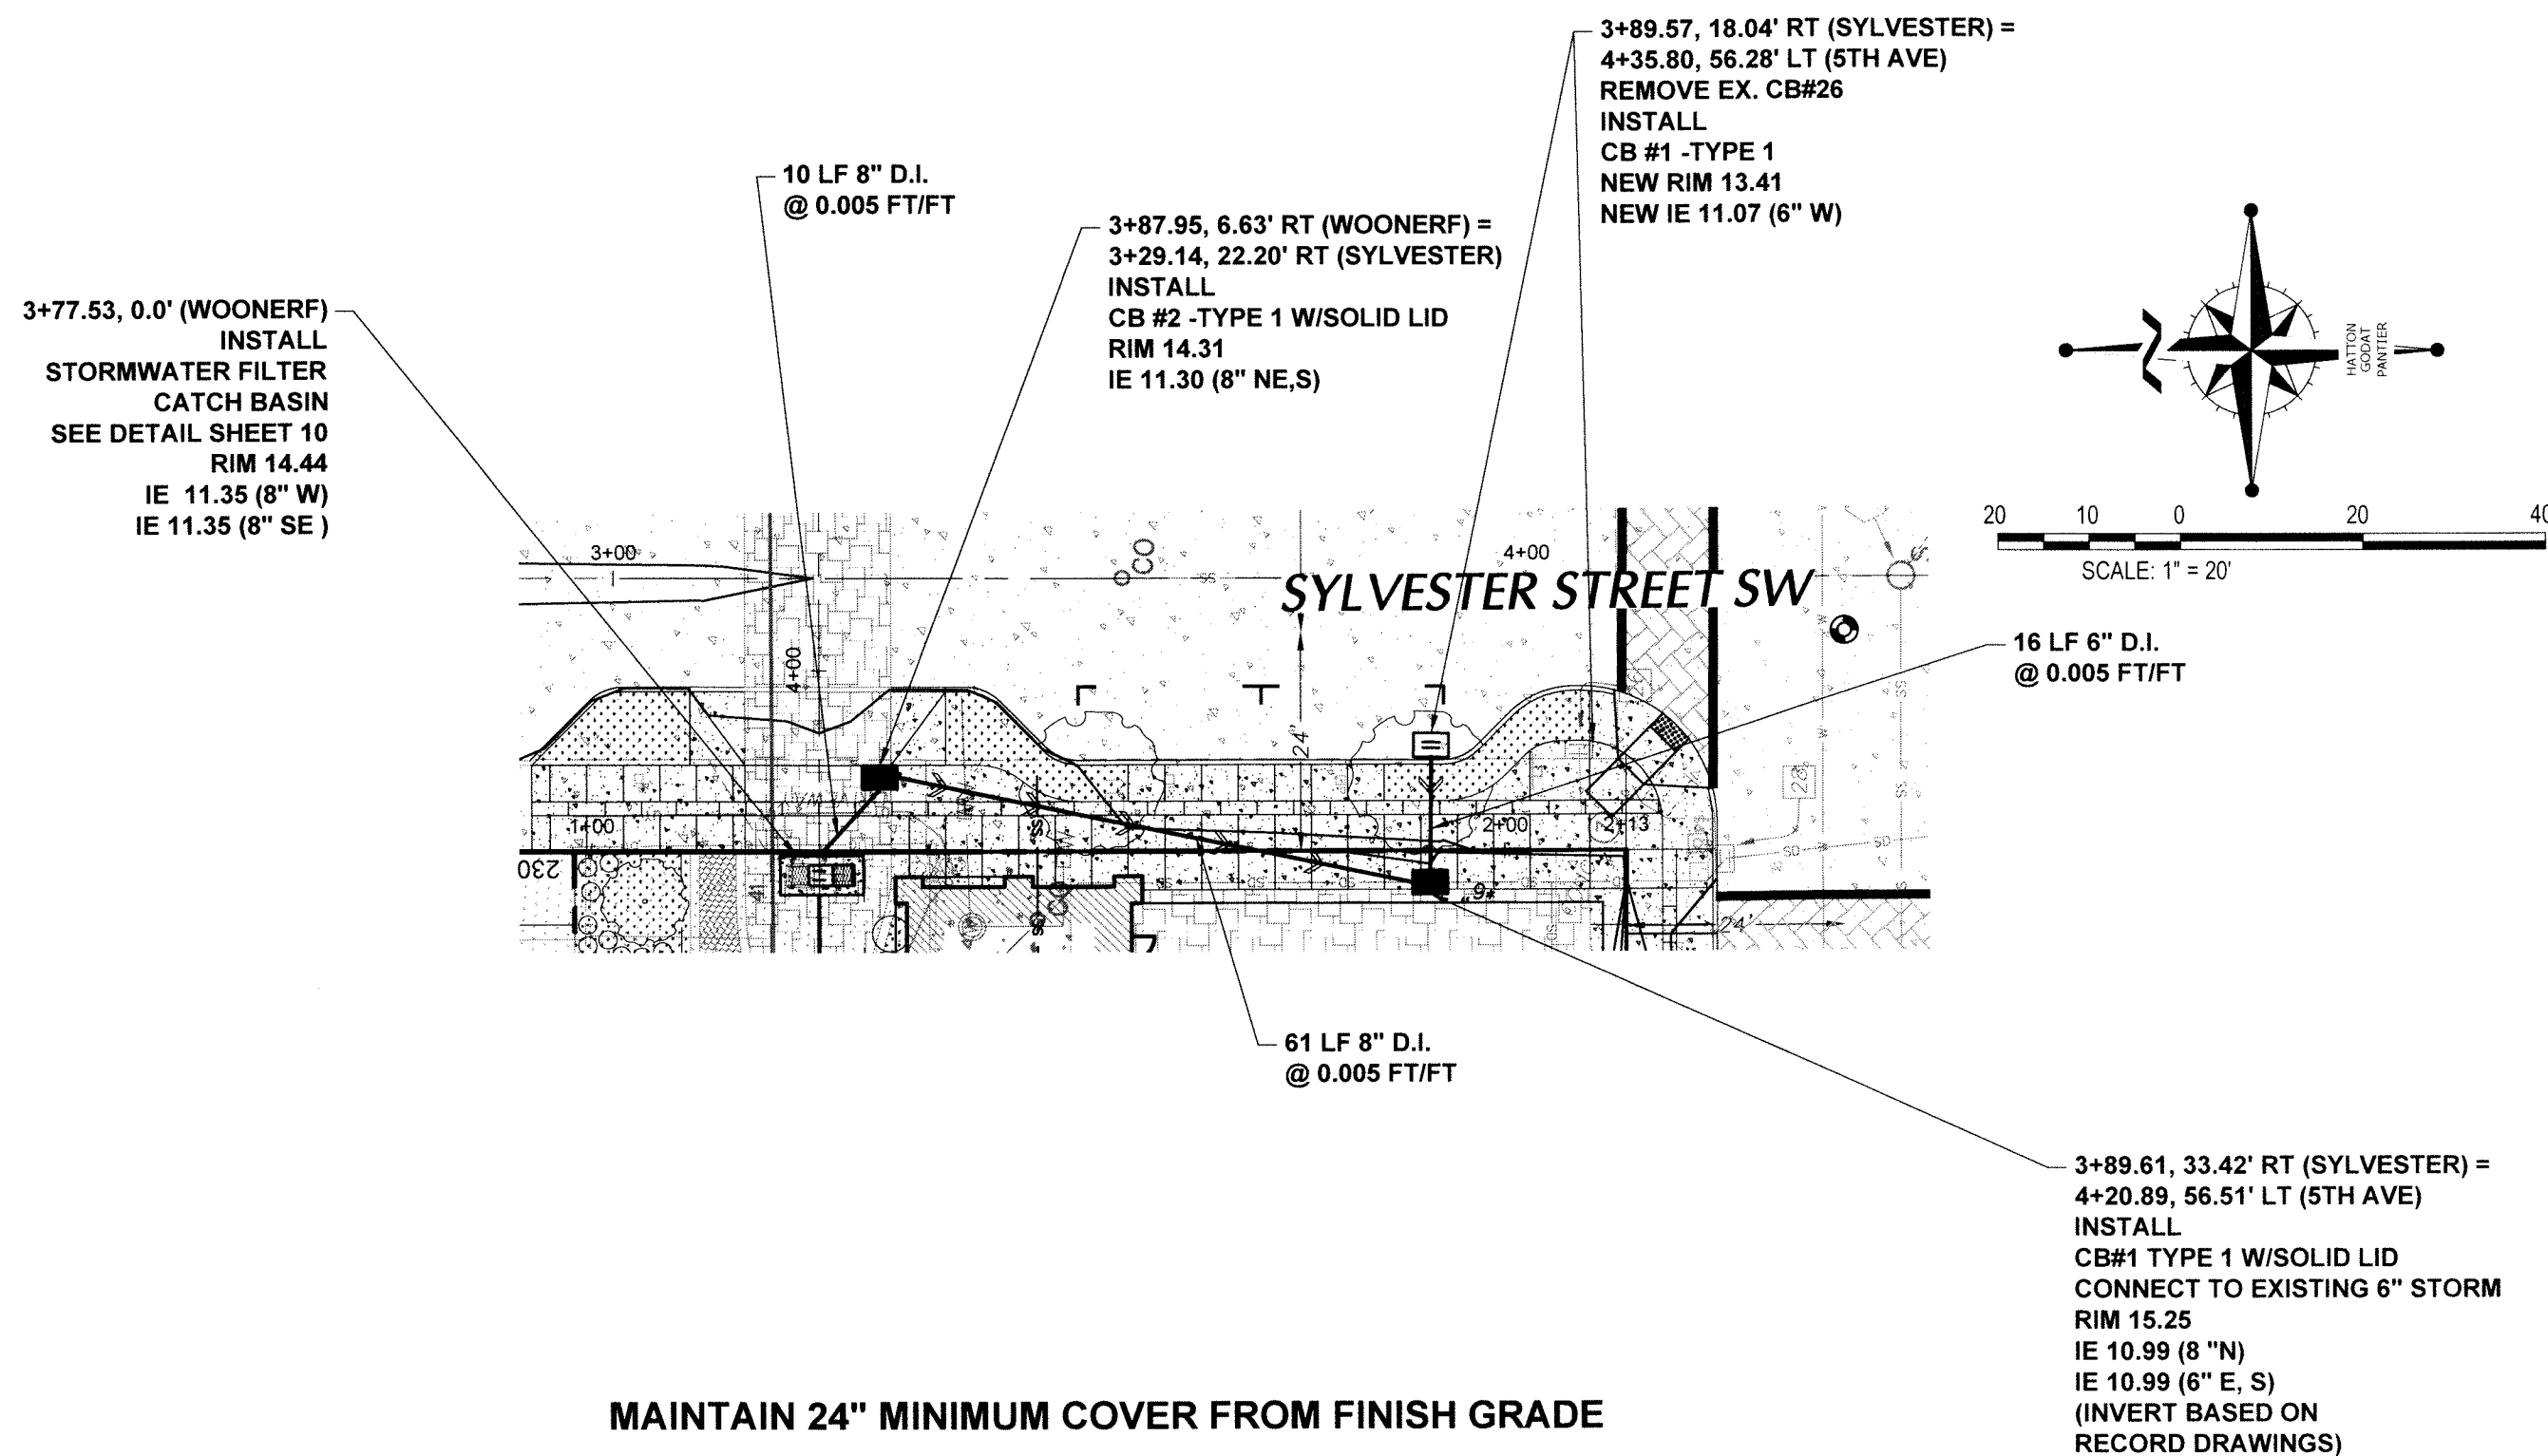 3+89.57, 18.04' RT (SYLVESTER) =
4+35.80, 56.28' LT (5TH AVE)
REMOVE EX. CB#26
INSTALL
CB #1 -TYPE 1
NEW RIM 13.41
NEW IE 11.07 (6" W)
10 LF 8" D.I.
@ 0.005 FT/FT
3+87.95, 6.63' RT (WOONERF) =
3+29.14, 22.20' RT (SYLVESTER)
INSTALL
CB #2 -TYPE 1 W/SOLID LID
RIM 14.31
IE 11.30 (8" NE,S)
3+77.53, 0.0' (WOONERF)
INSTALL
STORMWATER FILTER
CATCH BASIN
SEE DETAIL SHEET 10
RIM 14.44
IE 11.35 (8" W)
IE 11.35 (8" SE )
HATTON
GODAT
PANTIER
20 10 0 20 40
SCALE: 1" = 20'
3+00
CO
4+00
SS
SYLVESTER STREET SW
16 LF 6" D.I.
@ 0.005 FT/FT
4+00
24'
28
1+00
2+00
2+13
SS
SD
SD
230
41
CO
SD
SD
6"
24'
61 LF 8" D.I.
@ 0.005 FT/FT
3+89.61, 33.42' RT (SYLVESTER) =
4+20.89, 56.51' LT (5TH AVE)
INSTALL
CB#1 TYPE 1 W/SOLID LID
CONNECT TO EXISTING 6" STORM
RIM 15.25
IE 10.99 (8 "N)
IE 10.99 (6" E, S)
(INVERT BASED ON
RECORD DRAWINGS)
MAINTAIN 24" MINIMUM COVER FROM FINISH GRADE